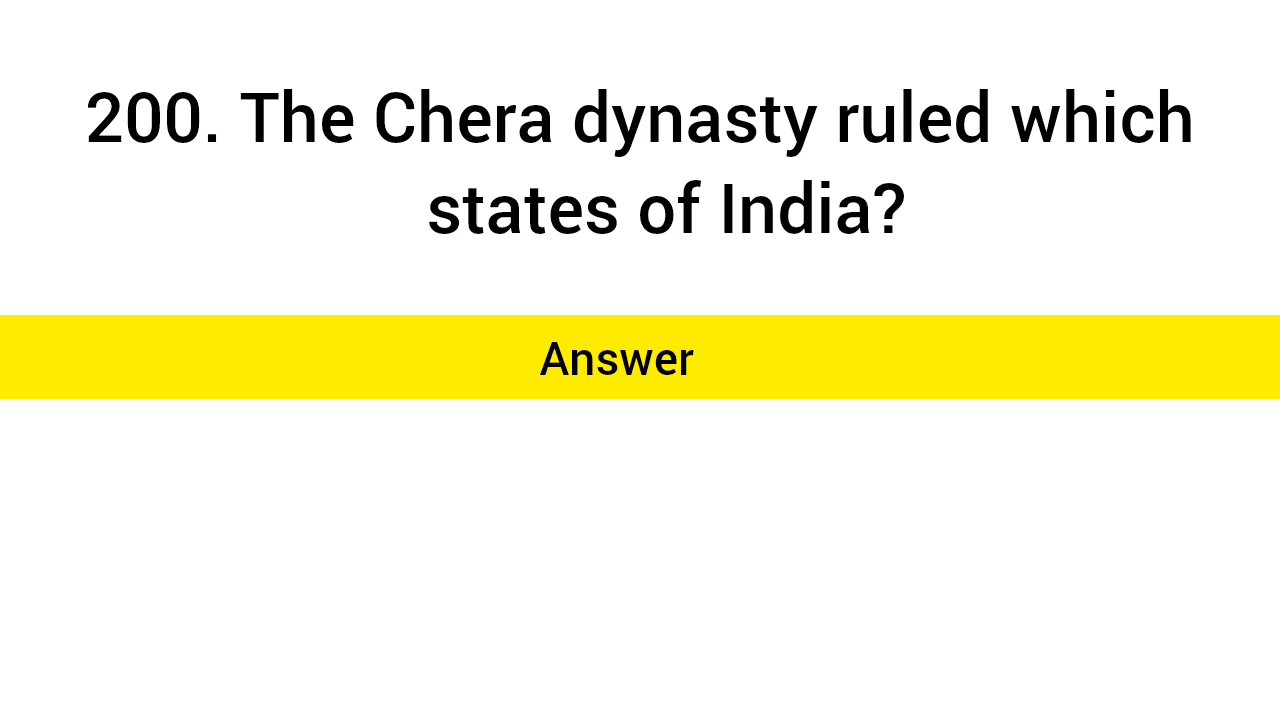 200. The Chera dynasty ruled which
states of India?
Answer